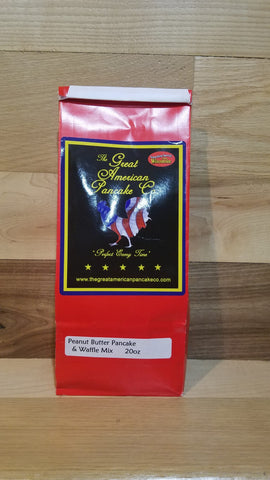 The
Great
American
Pancake Co.
"Perfect Every Time"
www.thegreatamericanpancakeco.com
Peanut Butter Pancake
& Waffle Mix 20oz